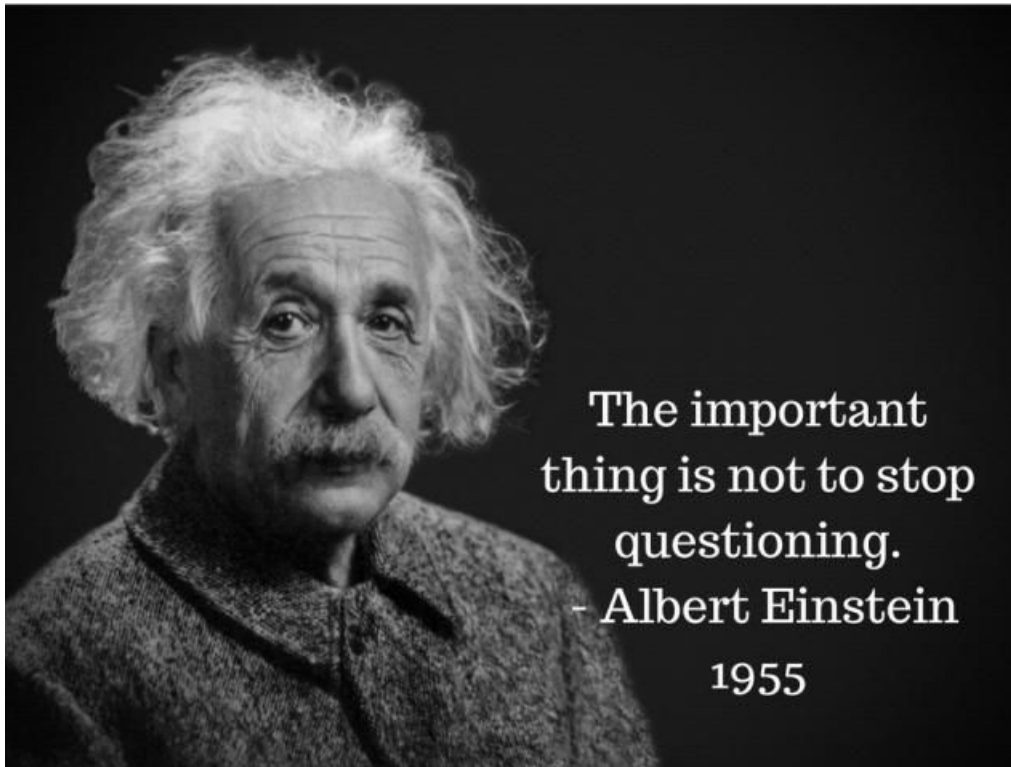 The important
thing is not to stop
questioning.
- Albert Einstein
1955